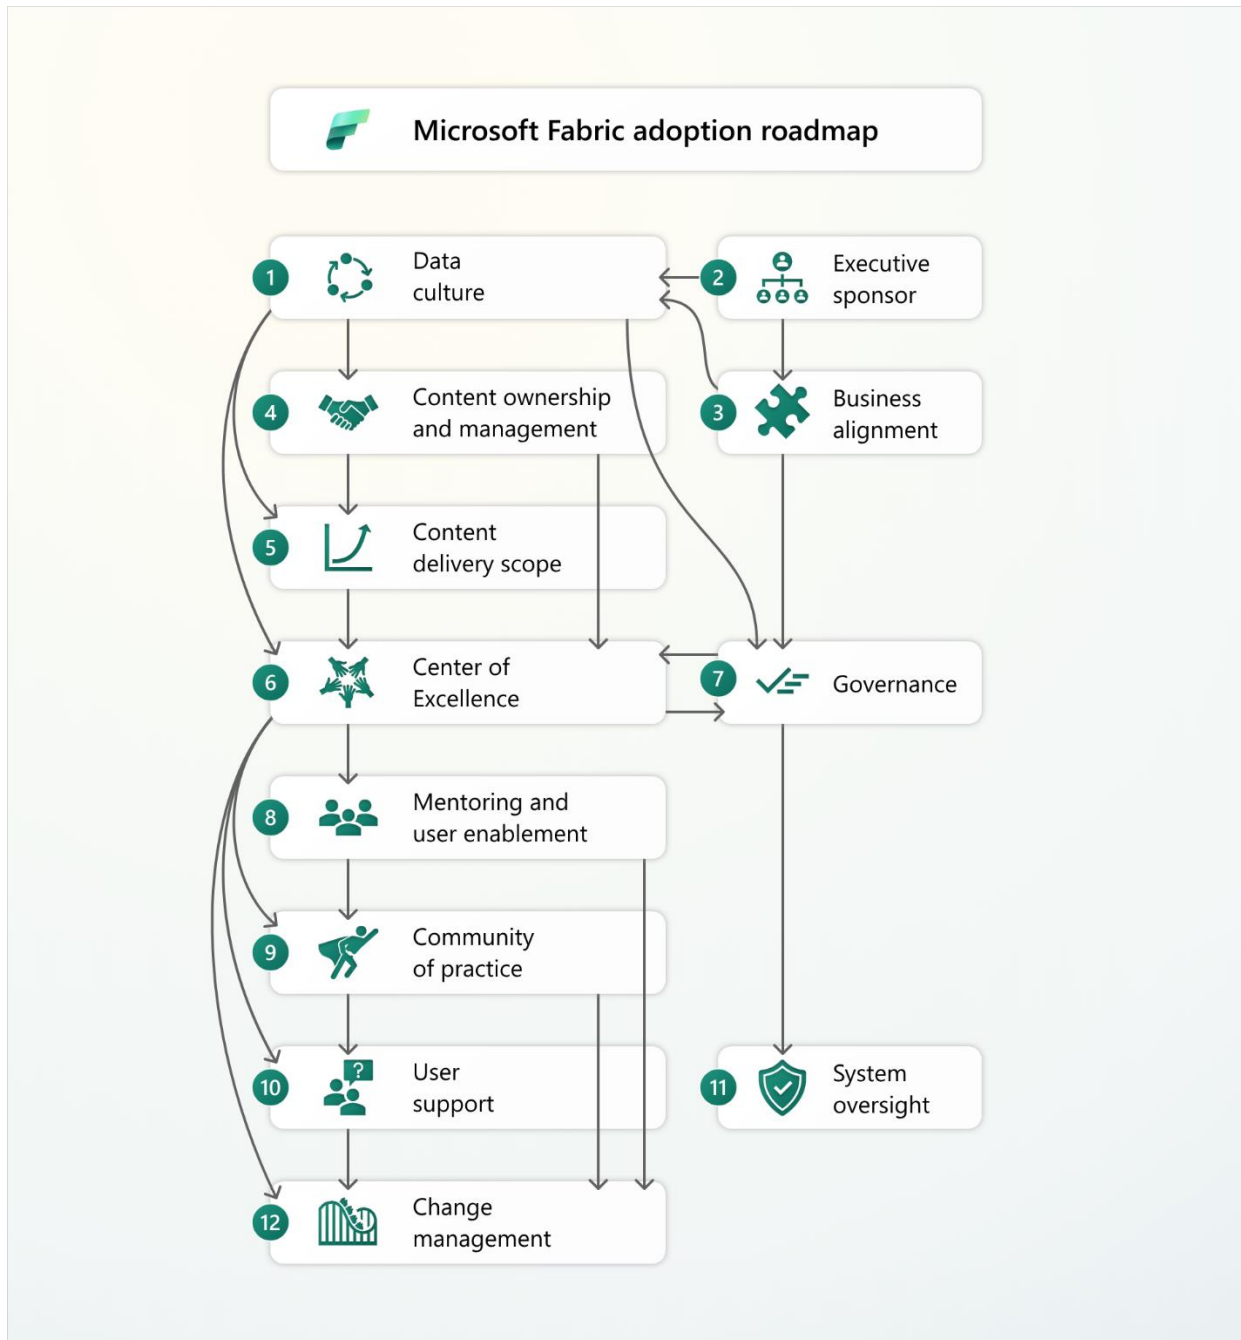 Microsoft Fabric adoption roadmap
1
Data
culture
2
Executive
sponsor
3
Business
alignment
4
Content ownership
and management
5
Content
delivery scope
6
Center of
Excellence
7
Governance
8
Mentoring and
user enablement
9
Community
of practice
10
?
User
support
11
System
oversight
12
Change
management